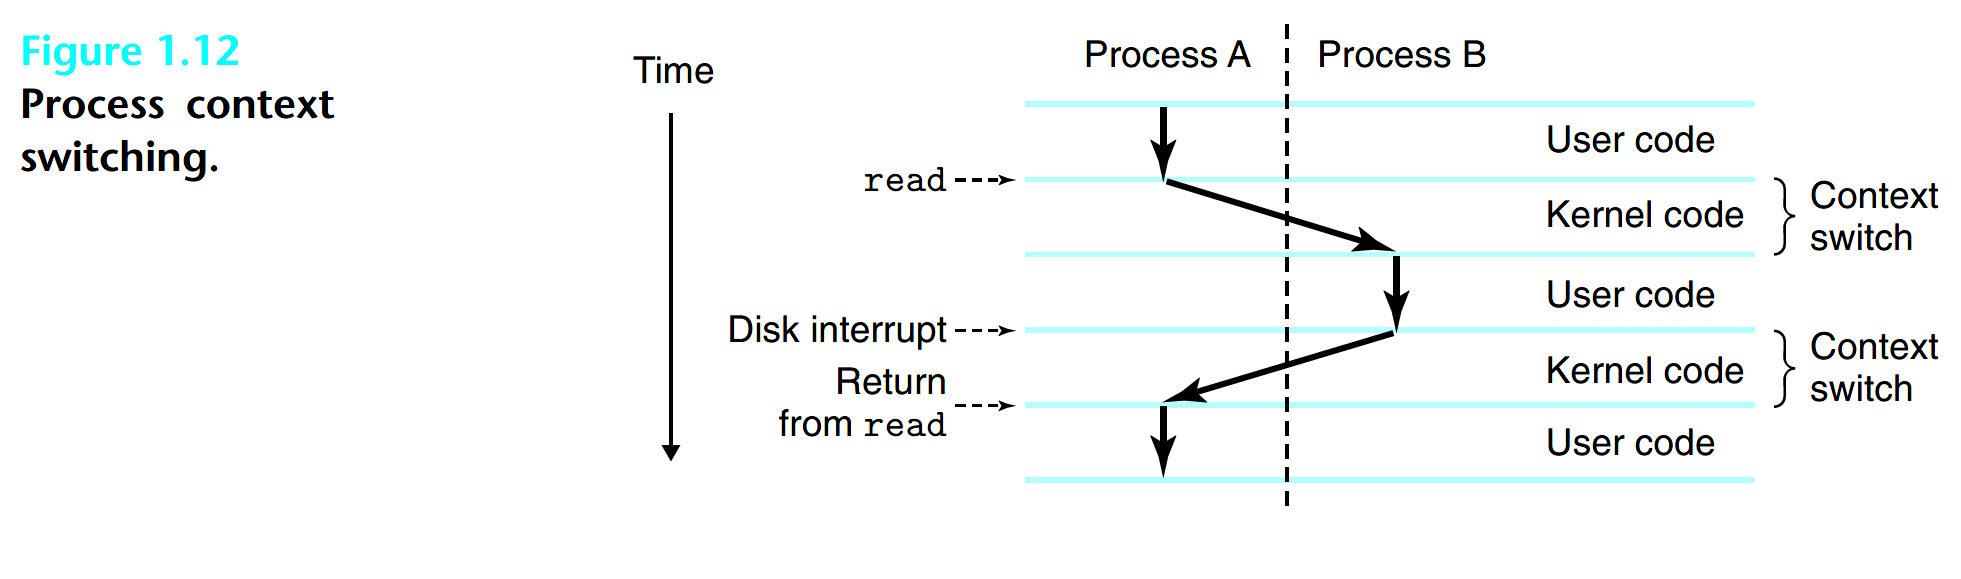 Figure 1.12
Process context
switching.
Time
Process A
Process B
User code
read
Kernel code
Context
switch
User code
Disk interrupt
Return
from read
Kernel code
Context
switch
User code